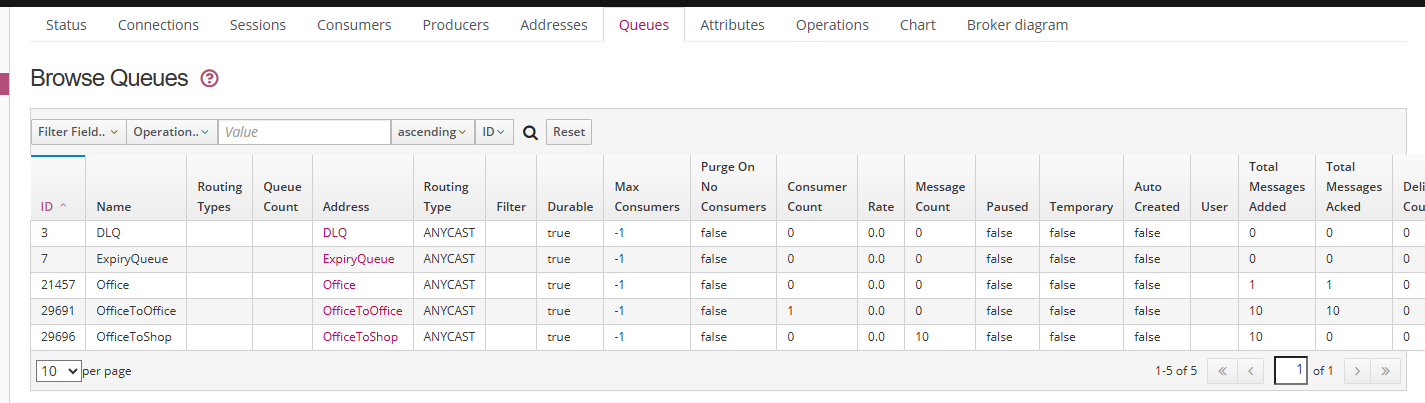 Status Connections Sessions Consumers Producers Addresses Queues Attributes Operations Chart Broker diagram
Browse Queues ?
Filter Field.. Operation.. Value ascending ID Reset
ID Name Routing Types Queue Count Address Routing Type Filter Durable Max Consumers Purge On No Consumers Consumer Count Rate Message Count Paused Temporary Auto Created User Total Messages Added Total Messages Acked
3 DLQ DLQ ANYCAST true -1 false 0 0.0 0 false false false 0 0 0
7 ExpiryQueue ExpiryQueue ANYCAST true -1 false 0 0.0 0 false false false 0 0 0
21457 Office Office ANYCAST true -1 false 0 0.0 0 false false false 1 1 0
29691 OfficeToOffice OfficeToOffice ANYCAST true -1 false 1 0.0 0 false false false 10 10 0
29696 OfficeToShop OfficeToShop ANYCAST true -1 false 0 0.0 10 false false false 10 0 0
10 per page 1-5 of 5 « ‹ 1 of 1 › »